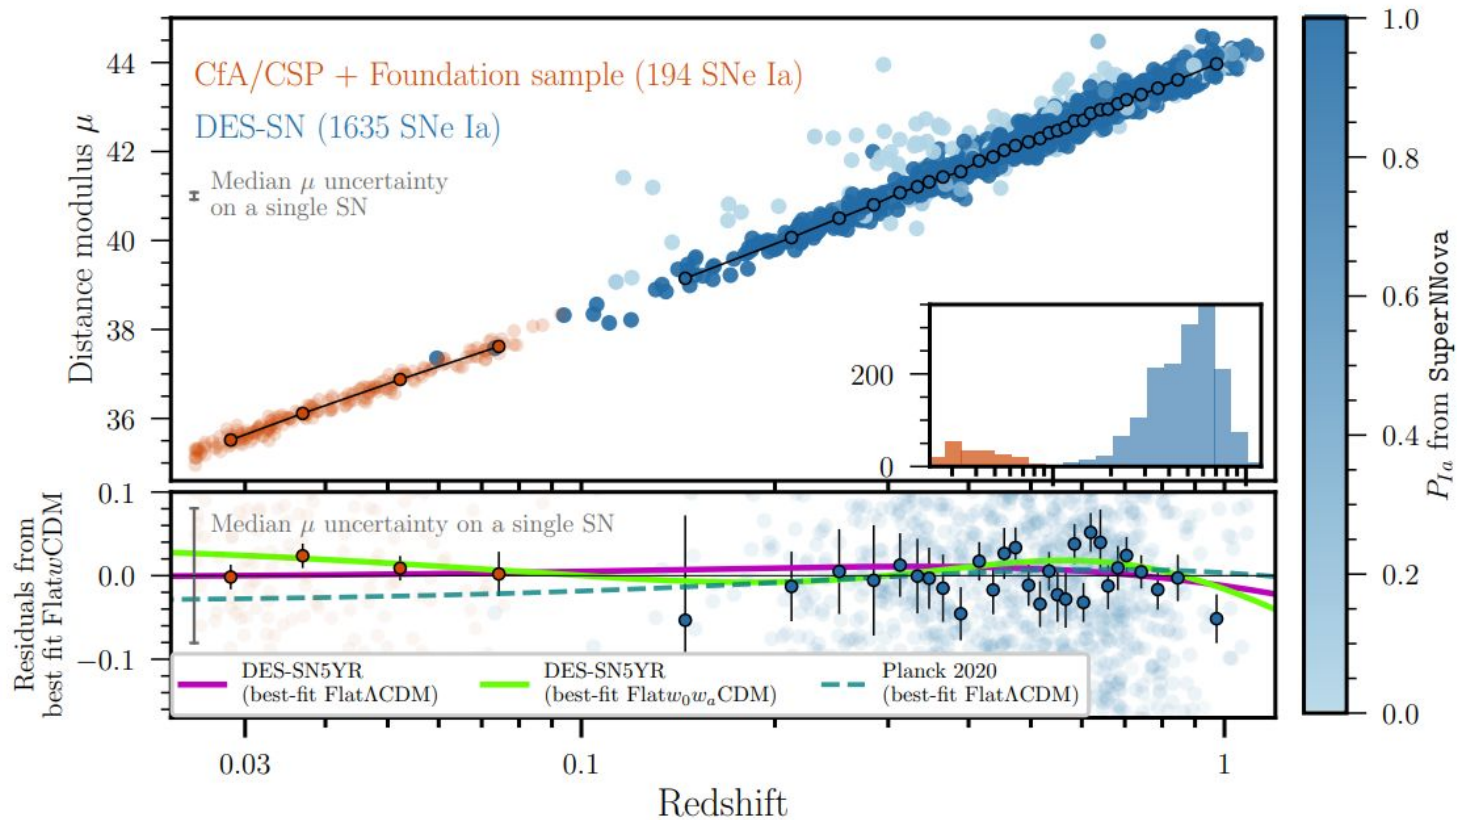 CfA/CSP + Foundation sample (194 SNe Ia)
DES-SN (1635 SNe Ia)
Median μ uncertainty
on a single SN
Distance modulus μ
44
42
40
38
36
200
0
1.0
0.8
0.6
0.4
0.2
0.0
P_{Ia} from SuperNNova
Residuals from
best fit FlatwCDM
0.1
0.0
−0.1
Median μ uncertainty on a single SN
DES-SN5YR
(best-fit FlatΛCDM)
DES-SN5YR
(best-fit Flatw₀wₐCDM)
Planck 2020
(best-fit FlatΛCDM)
0.03
0.1
1
Redshift